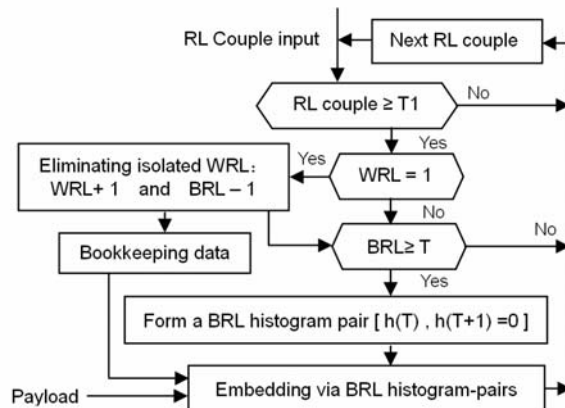 RL Couple input
Next RL couple
RL couple ≥ T1
No
Yes
Eliminating isolated WRL:
WRL+ 1 and BRL – 1
Yes
WRL = 1
No
Bookkeeping data
BRL≥ T
No
Yes
Form a BRL histogram pair [ h(T) , h(T+1) =0 ]
Payload
Embedding via BRL histogram-pairs